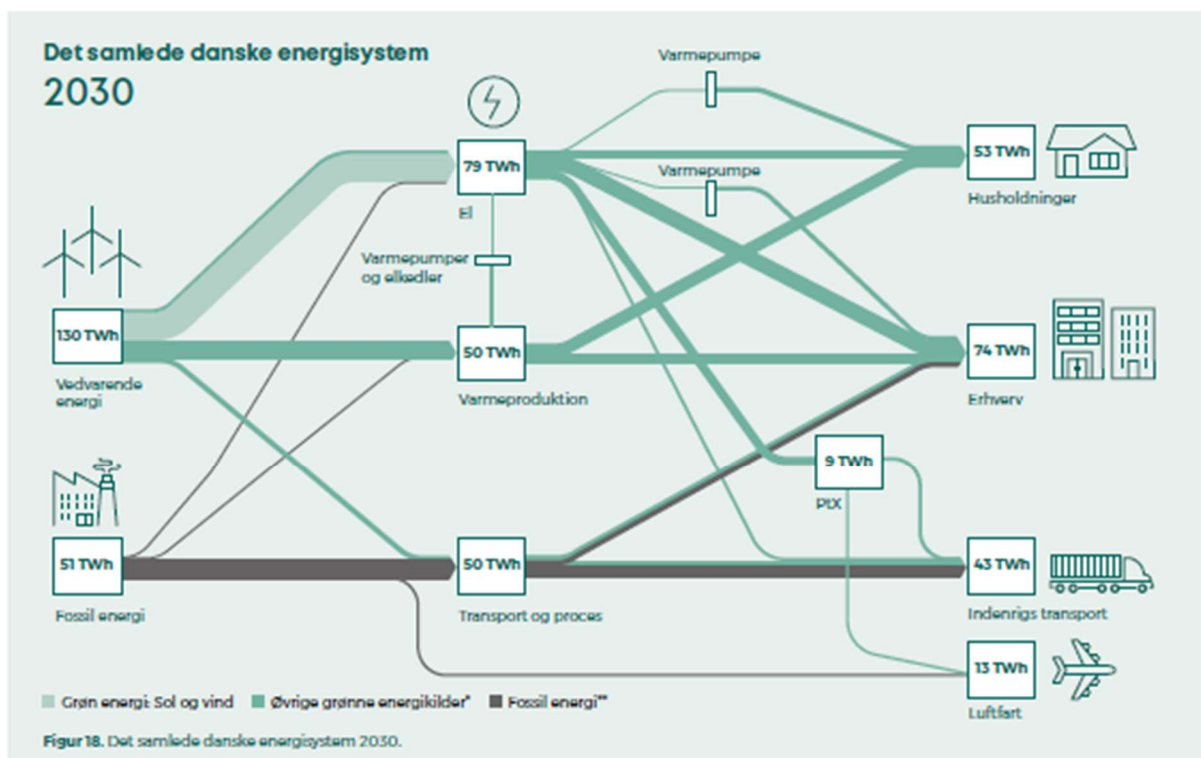 Det samlede danske energisystem
2030
Varmepumpe
79 TWh
El
53 TWh
Husholdninger
Varmepumpe
Varmepumper
og elkedler
130 TWh
Vedvarende
energi
50 TWh
Varmeproduktion
74 TWh
Erhverv
9 TWh
PtX
51 TWh
Fossil energi
50 TWh
Transport og proces
43 TWh
Indenrigs transport
13 TWh
Luftfart
Grøn energi: Sol og vind Øvrige grønne energikilder* Fossil energi**
Figur 18. Det samlede danske energisystem 2030.